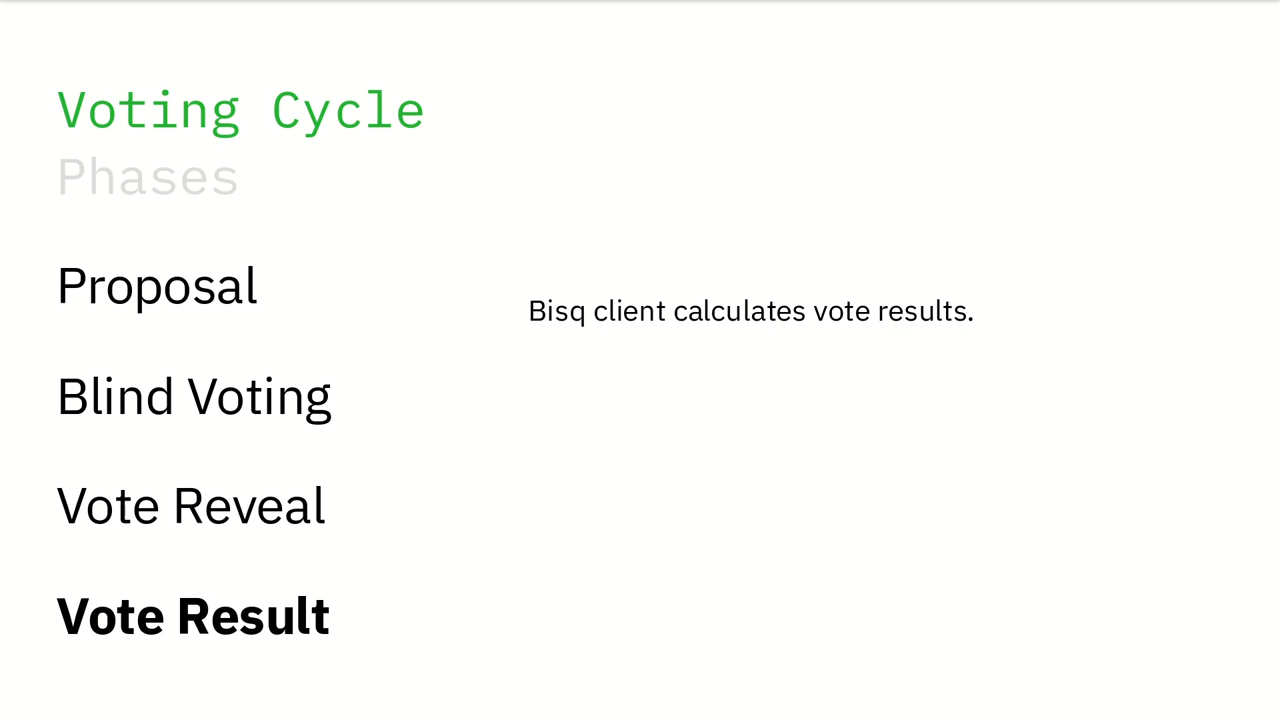 Voting Cycle
Phases
Proposal
Bisq client calculates vote results.
Blind Voting
Vote Reveal
Vote Result